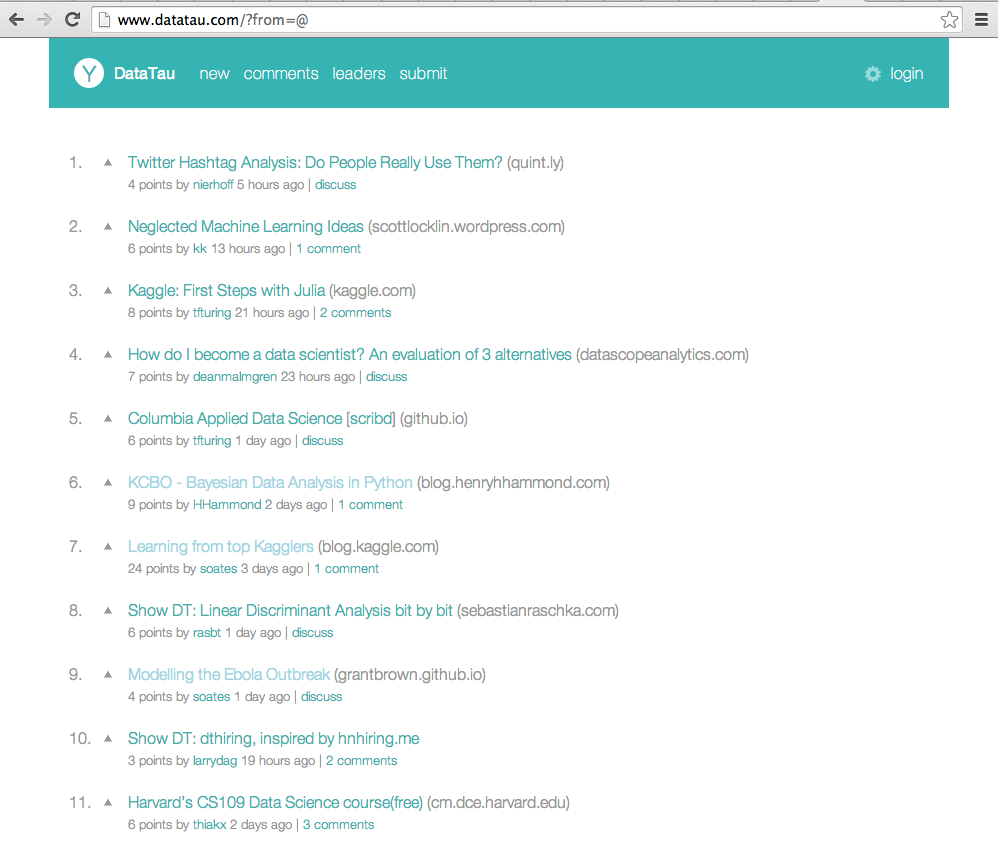 www.datatau.com/?from=@
Y DataTau new comments leaders submit login
1. Twitter Hashtag Analysis: Do People Really Use Them? (quint.ly)
4 points by nierhoff 5 hours ago | discuss
2. Neglected Machine Learning Ideas (scottlocklin.wordpress.com)
6 points by kk 13 hours ago | 1 comment
3. Kaggle: First Steps with Julia (kaggle.com)
8 points by tfturing 21 hours ago | 2 comments
4. How do I become a data scientist? An evaluation of 3 alternatives (datascopeanalytics.com)
7 points by deanmalmgren 23 hours ago | discuss
5. Columbia Applied Data Science [scribd] (github.io)
6 points by tfturing 1 day ago | discuss
6. KCBO - Bayesian Data Analysis in Python (blog.henryhhammond.com)
9 points by HHammond 2 days ago | 1 comment
7. Learning from top Kagglers (blog.kaggle.com)
24 points by soates 3 days ago | 1 comment
8. Show DT: Linear Discriminant Analysis bit by bit (sebastianraschka.com)
6 points by rasbt 1 day ago | discuss
9. Modelling the Ebola Outbreak (grantbrown.github.io)
4 points by soates 1 day ago | discuss
10. Show DT: dthiring, inspired by hnhiring.me
3 points by larrydag 19 hours ago | 2 comments
11. Harvard's CS109 Data Science course(free) (cm.dce.harvard.edu)
6 points by thiakx 2 days ago | 3 comments